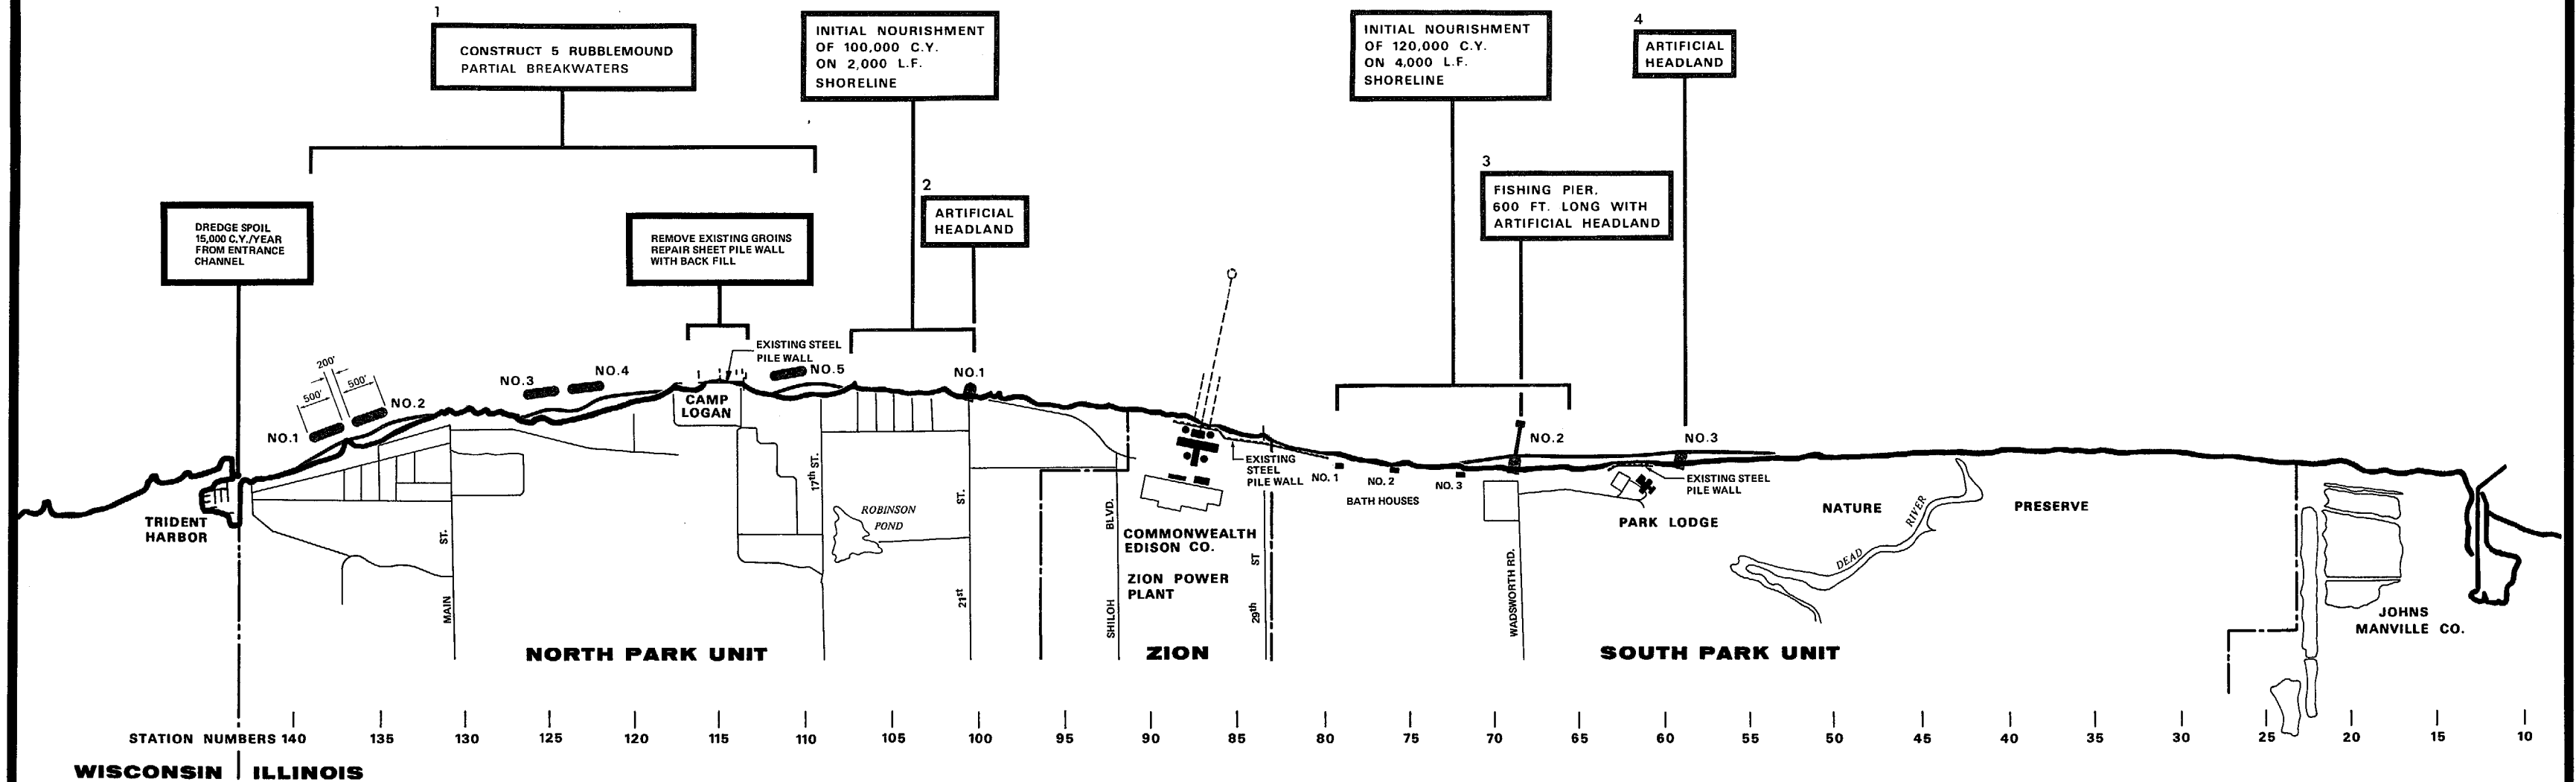 1
CONSTRUCT 5 RUBBLEMOUND
PARTIAL BREAKWATERS
INITIAL NOURISHMENT
OF 100,000 C.Y.
ON 2,000 L.F.
SHORELINE
INITIAL NOURISHMENT
OF 120,000 C.Y.
ON 4,000 L.F.
SHORELINE
4
ARTIFICIAL
HEADLAND
3
FISHING PIER.
600 FT. LONG WITH
ARTIFICIAL HEADLAND
2
ARTIFICIAL
HEADLAND
DREDGE SPOIL
15,000 C.Y./YEAR
FROM ENTRANCE
CHANNEL
REMOVE EXISTING GROINS
REPAIR SHEET PILE WALL
WITH BACK FILL
200'
500'
500'
NO.1
NO.2
NO.3
NO.4
EXISTING STEEL
PILE WALL
NO.5
NO.1
CAMP
LOGAN
TRIDENT
HARBOR
MAIN ST.
17th ST.
ROBINSON
POND
21st ST.
SHILOH BLVD.
EXISTING
STEEL
PILE WALL
COMMONWEALTH
EDISON CO.
ZION POWER
PLANT
29th ST
NO. 1
NO. 2
NO. 3
BATH HOUSES
NO.2
NO.3
WADSWORTH RD.
EXISTING STEEL
PILE WALL
PARK LODGE
NATURE PRESERVE
DEAD RIVER
JOHNS
MANVILLE CO.
NORTH PARK UNIT
ZION
SOUTH PARK UNIT
STATION NUMBERS 140 135 130 125 120 115 110 105 100 95 90 85 80 75 70 65 60 55 50 45 40 35 30 25 20 15 10
WISCONSIN ILLINOIS